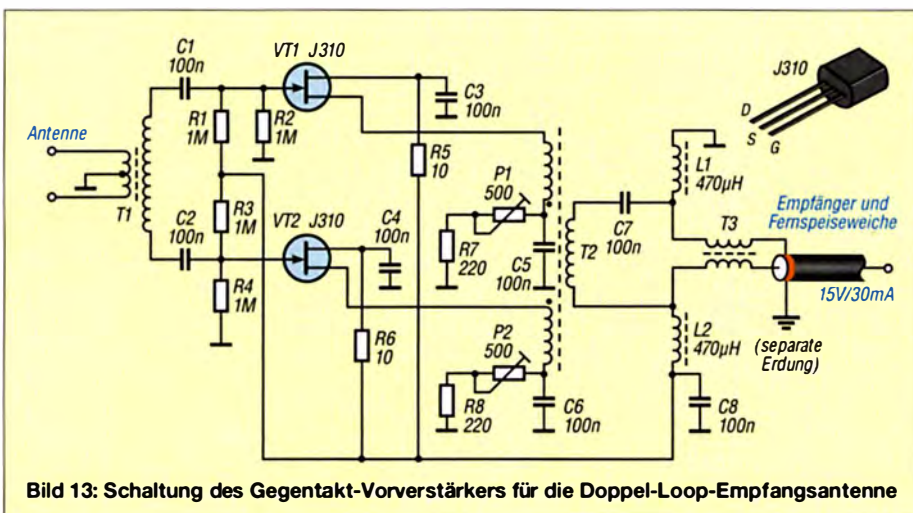 C1
100n
VT1 J310
C3
100n
J310
D
S
G
Antenne
R1
1M
R2
1M
T1
R5
10
P1
500
L1
470µH
Empfänger und
Fernspeiseweiche
C2
100n
R3
1M
VT2 J310
C4
100n
R7
220
C5
100n
T2
C7
100n
T3
15V/30mA
R4
1M
R6
10
P2
500
L2
470µH
(separate
Erdung)
R8
220
C6
100n
C8
100n
Bild 13: Schaltung des Gegentakt-Vorverstärkers für die Doppel-Loop-Empfangsantenne